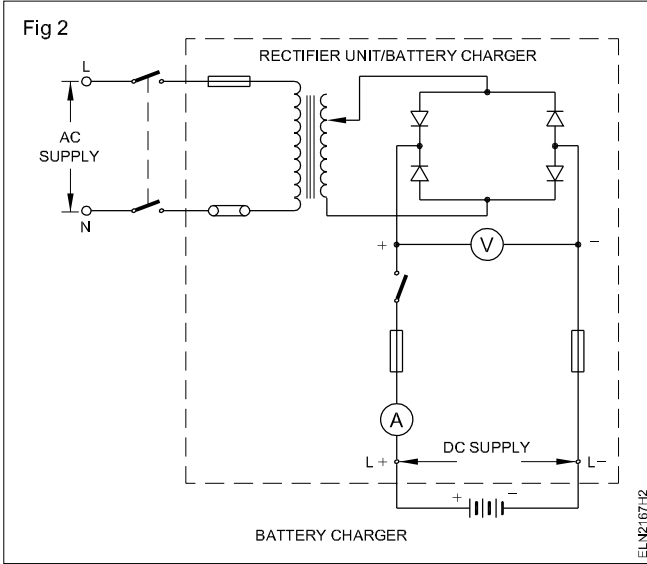 Fig 2
RECTIFIER UNIT/BATTERY CHARGER
L
AC
SUPPLY
N
+
V
−
A
DC SUPPLY
L +
L−
+
−
BATTERY CHARGER
ELN2167H2